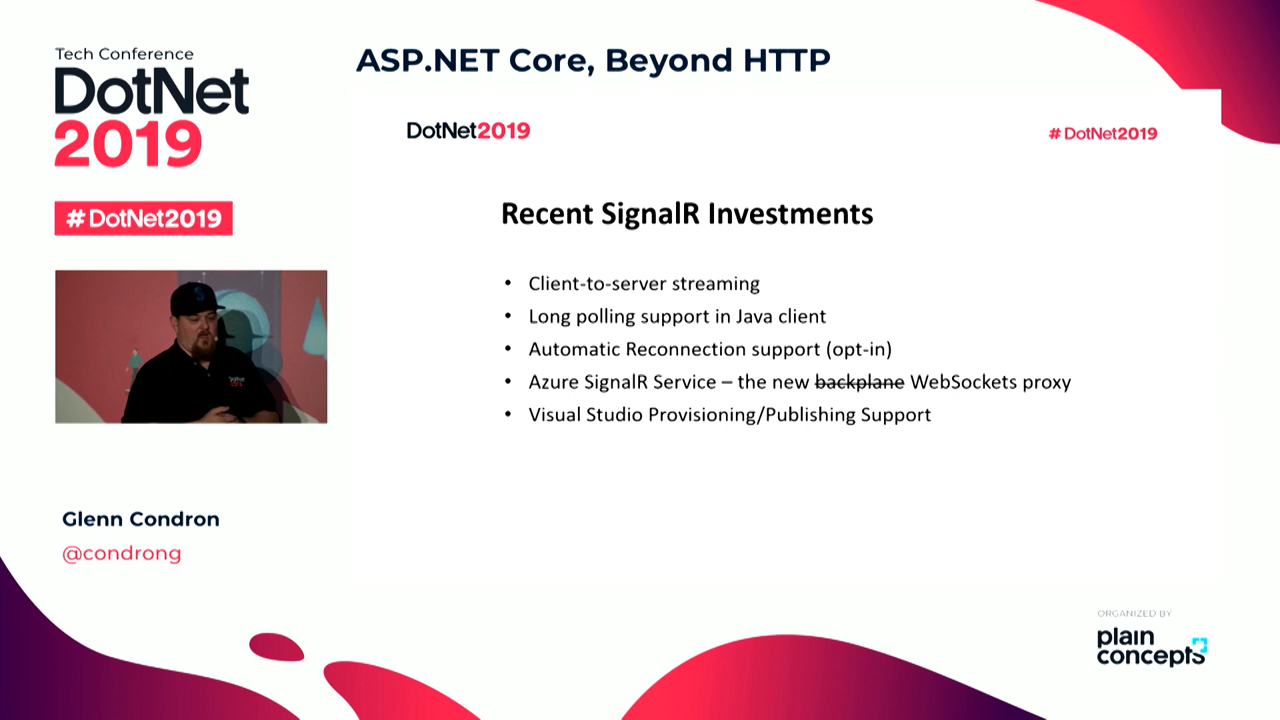 Tech Conference
DotNet
2019
#DotNet2019
Glenn Condron
@condrong
ASP.NET Core, Beyond HTTP
DotNet2019
#DotNet2019
Recent SignalR Investments
• Client-to-server streaming
• Long polling support in Java client
• Automatic Reconnection support (opt-in)
• Azure SignalR Service – the new backplane WebSockets proxy
• Visual Studio Provisioning/Publishing Support
ORGANIZED BY
plain
concepts